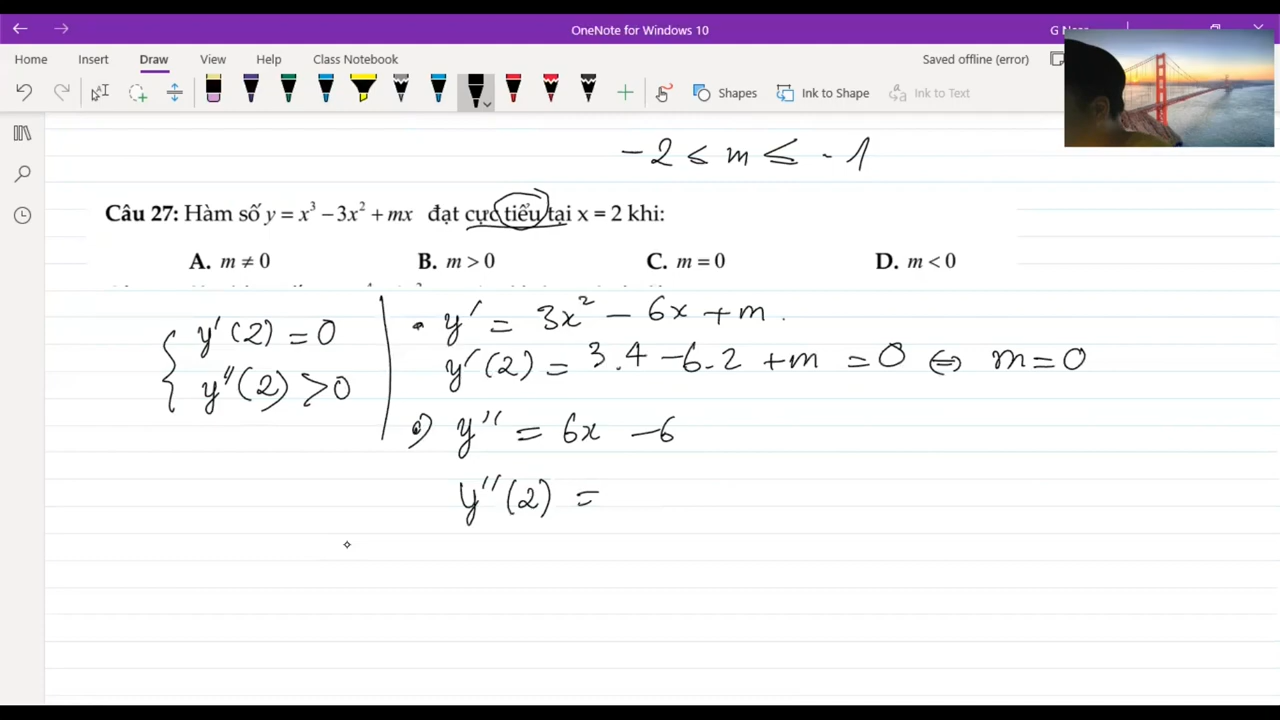 OneNote for Windows 10
Home Insert Draw View Help Class Notebook Saved offline (error)
Shapes Ink to Shape Ink to Text
-2 ≤ m ≤ -1
Câu 27: Hàm số y = x³ − 3x² + mx đạt cực tiểu tại x = 2 khi:
A. m ≠ 0 B. m > 0 C. m = 0 D. m < 0
y'(2) = 0
y''(2) > 0
y' = 3x² − 6x + m.
y'(2) = 3.4 − 6.2 + m = 0 ⇔ m = 0
y'' = 6x − 6
y''(2) =